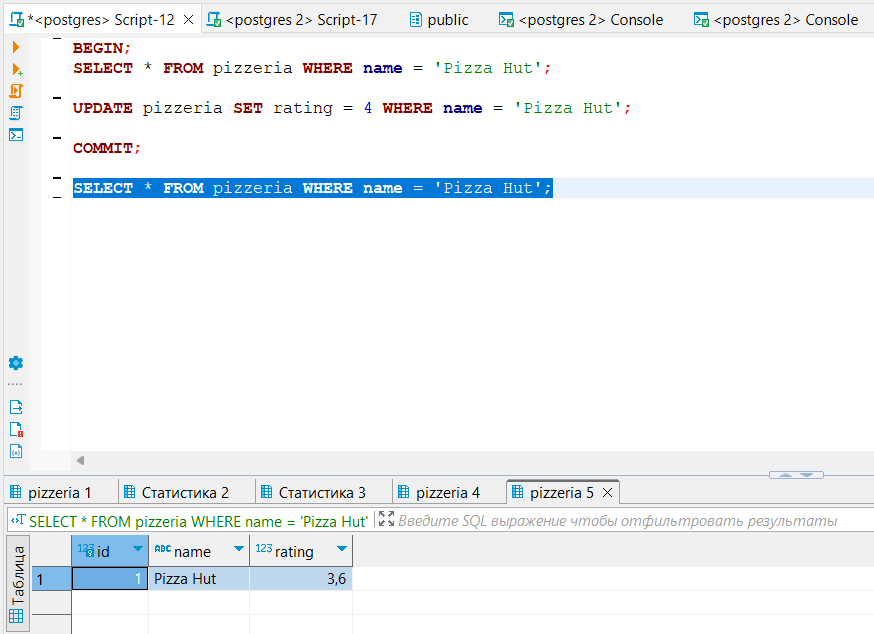 *<postgres> Script-12 <postgres 2> Script-17 public <postgres 2> Console <postgres 2> Console
BEGIN;
SELECT * FROM pizzeria WHERE name = 'Pizza Hut';
UPDATE pizzeria SET rating = 4 WHERE name = 'Pizza Hut';
COMMIT;
SELECT * FROM pizzeria WHERE name = 'Pizza Hut';
pizzeria 1 Статистика 2 Статистика 3 pizzeria 4 pizzeria 5
SELECT * FROM pizzeria WHERE name = 'Pizza Hut' Введите SQL выражение чтобы отфильтровать результаты
Таблица
123 id ABC name 123 rating
1 1 Pizza Hut 3,6